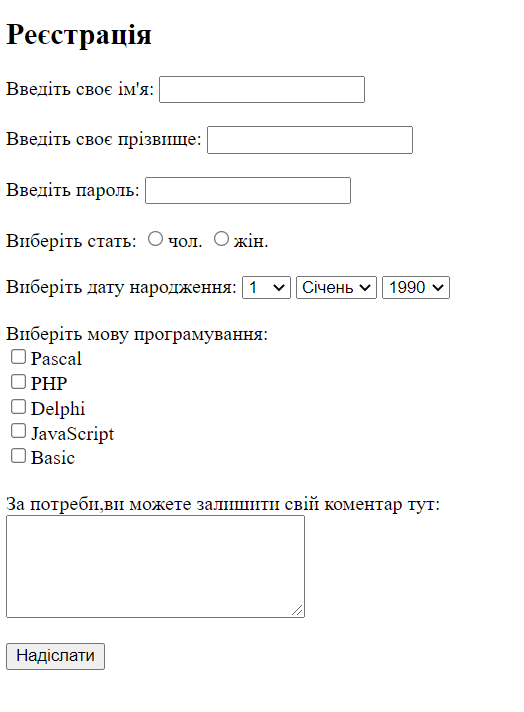 Реєстрація
Введіть своє ім'я:
Введіть своє прізвище:
Введіть пароль:
Виберіть стать: чол. жін.
Виберіть дату народження: 1 Січень 1990
Виберіть мову програмування:
Pascal
PHP
Delphi
JavaScript
Basic
За потреби,ви можете залишити свій коментар тут:
Надіслати